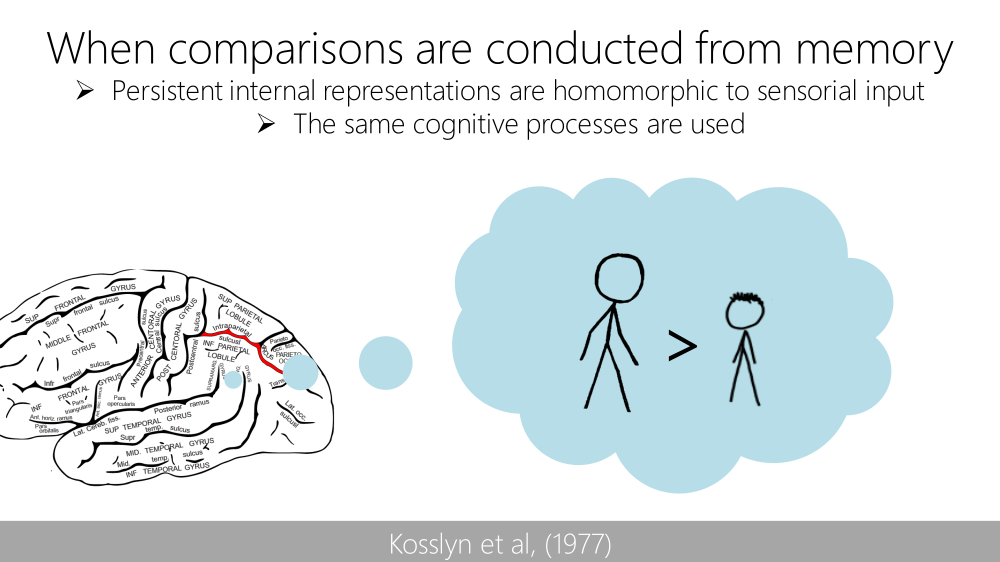 When comparisons are conducted from memory
➢ Persistent internal representations are homomorphic to sensorial input
➢ The same cognitive processes are used
SUP FRONTAL GYRUS
Supr frontal sulcus
MIDDLE FRONTAL
GYRUS
Infr frontal sulcus
INF FRONTAL GYRUS
Pars triangularis
Pars opercularis
Ant. horiz. ramus
Pars orbitalis
ANTERIOR CENTORAL GYRUS
Central sulcus
POST CENTORAL GYRUS
Postcentral sulcus
SUP PARIETAL
LOBULE
Intraparietal
sulcusl
INF PARIETAL
LOBULE
Lat. Cereb. fiss.
Posterior ramus
SUP TEMPORAL GYRUS
Supr temp. sulcus
MID. TEMPORAL GYRUS
Mid. temp. sulcus
INF TEMPORAL GYRUS
Lat. occ.
sulcusl
>
Kosslyn et al, (1977)